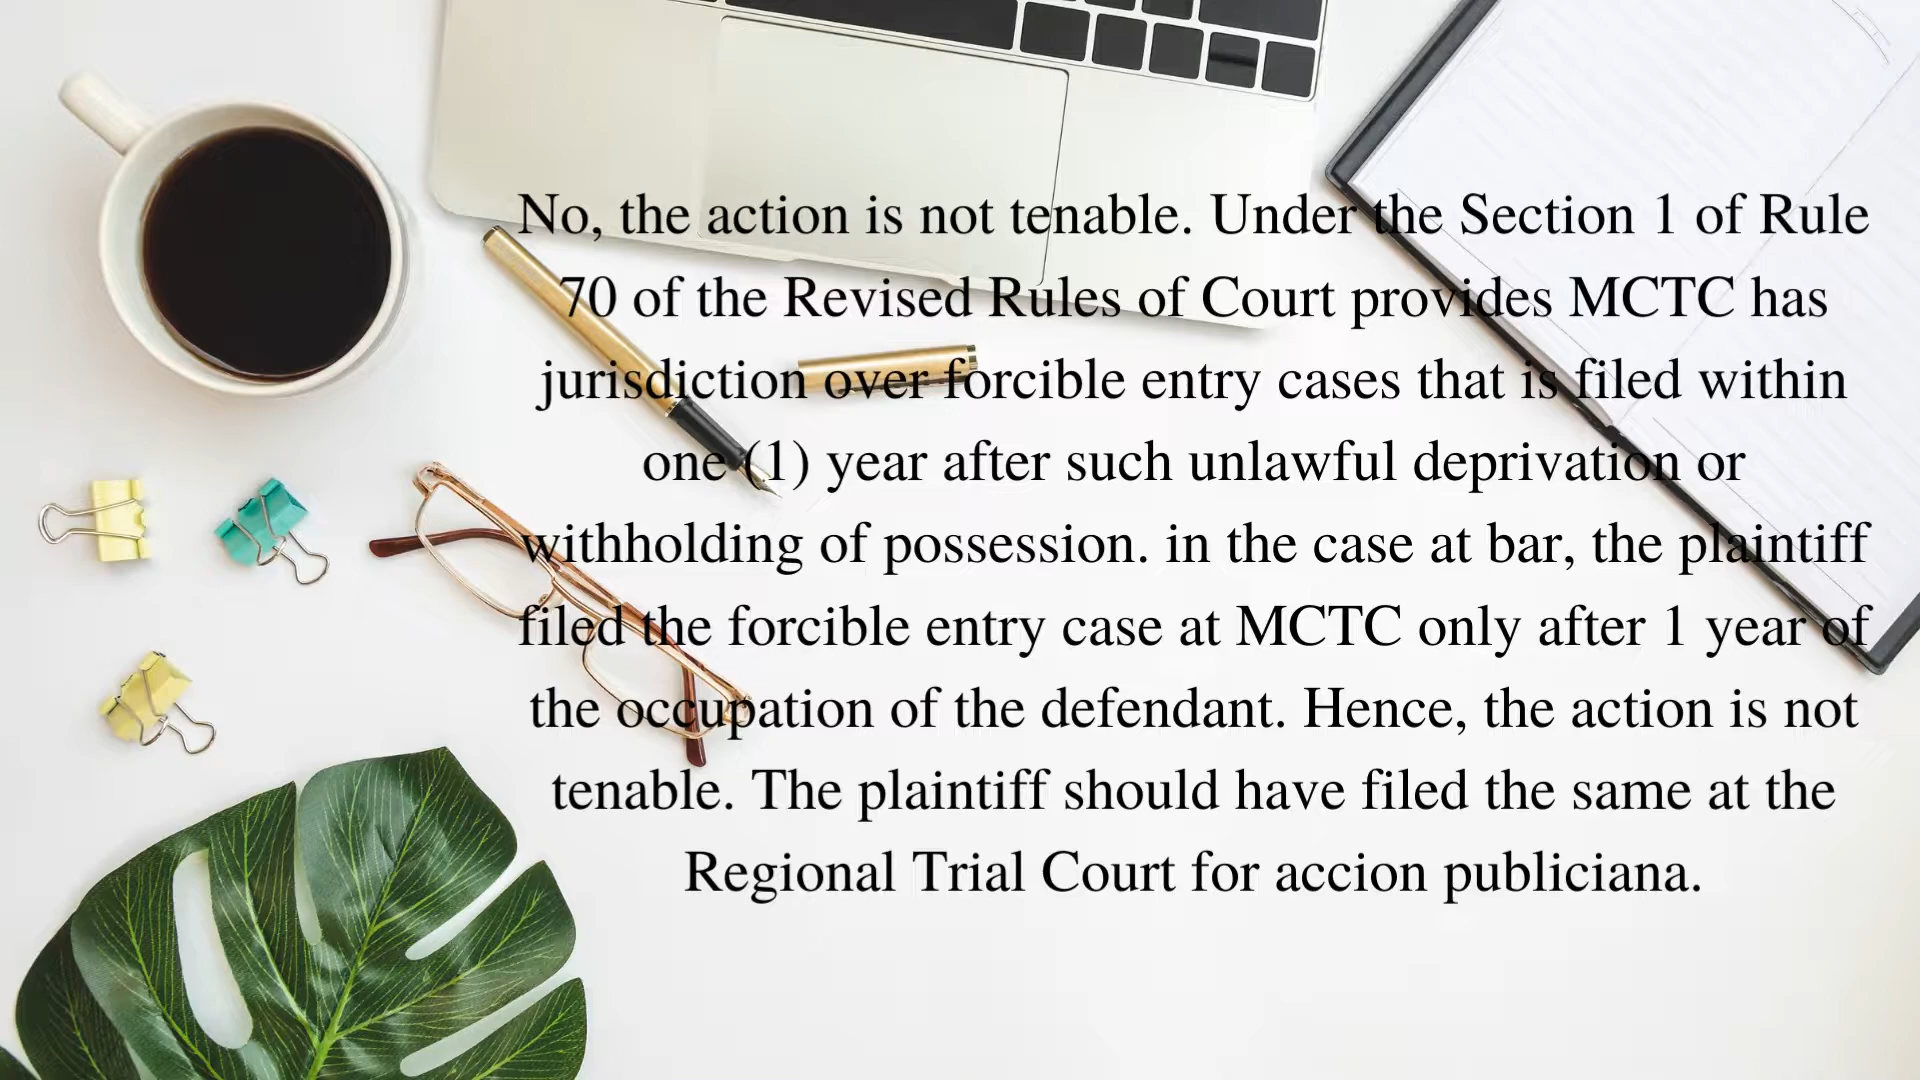 No, the action is not tenable. Under the Section 1 of Rule
70 of the Revised Rules of Court provides MCTC has
jurisdiction over forcible entry cases that is filed within
one (1) year after such unlawful deprivation or
withholding of possession. in the case at bar, the plaintiff
filed the forcible entry case at MCTC only after 1 year of
the occupation of the defendant. Hence, the action is not
tenable. The plaintiff should have filed the same at the
Regional Trial Court for accion publiciana.